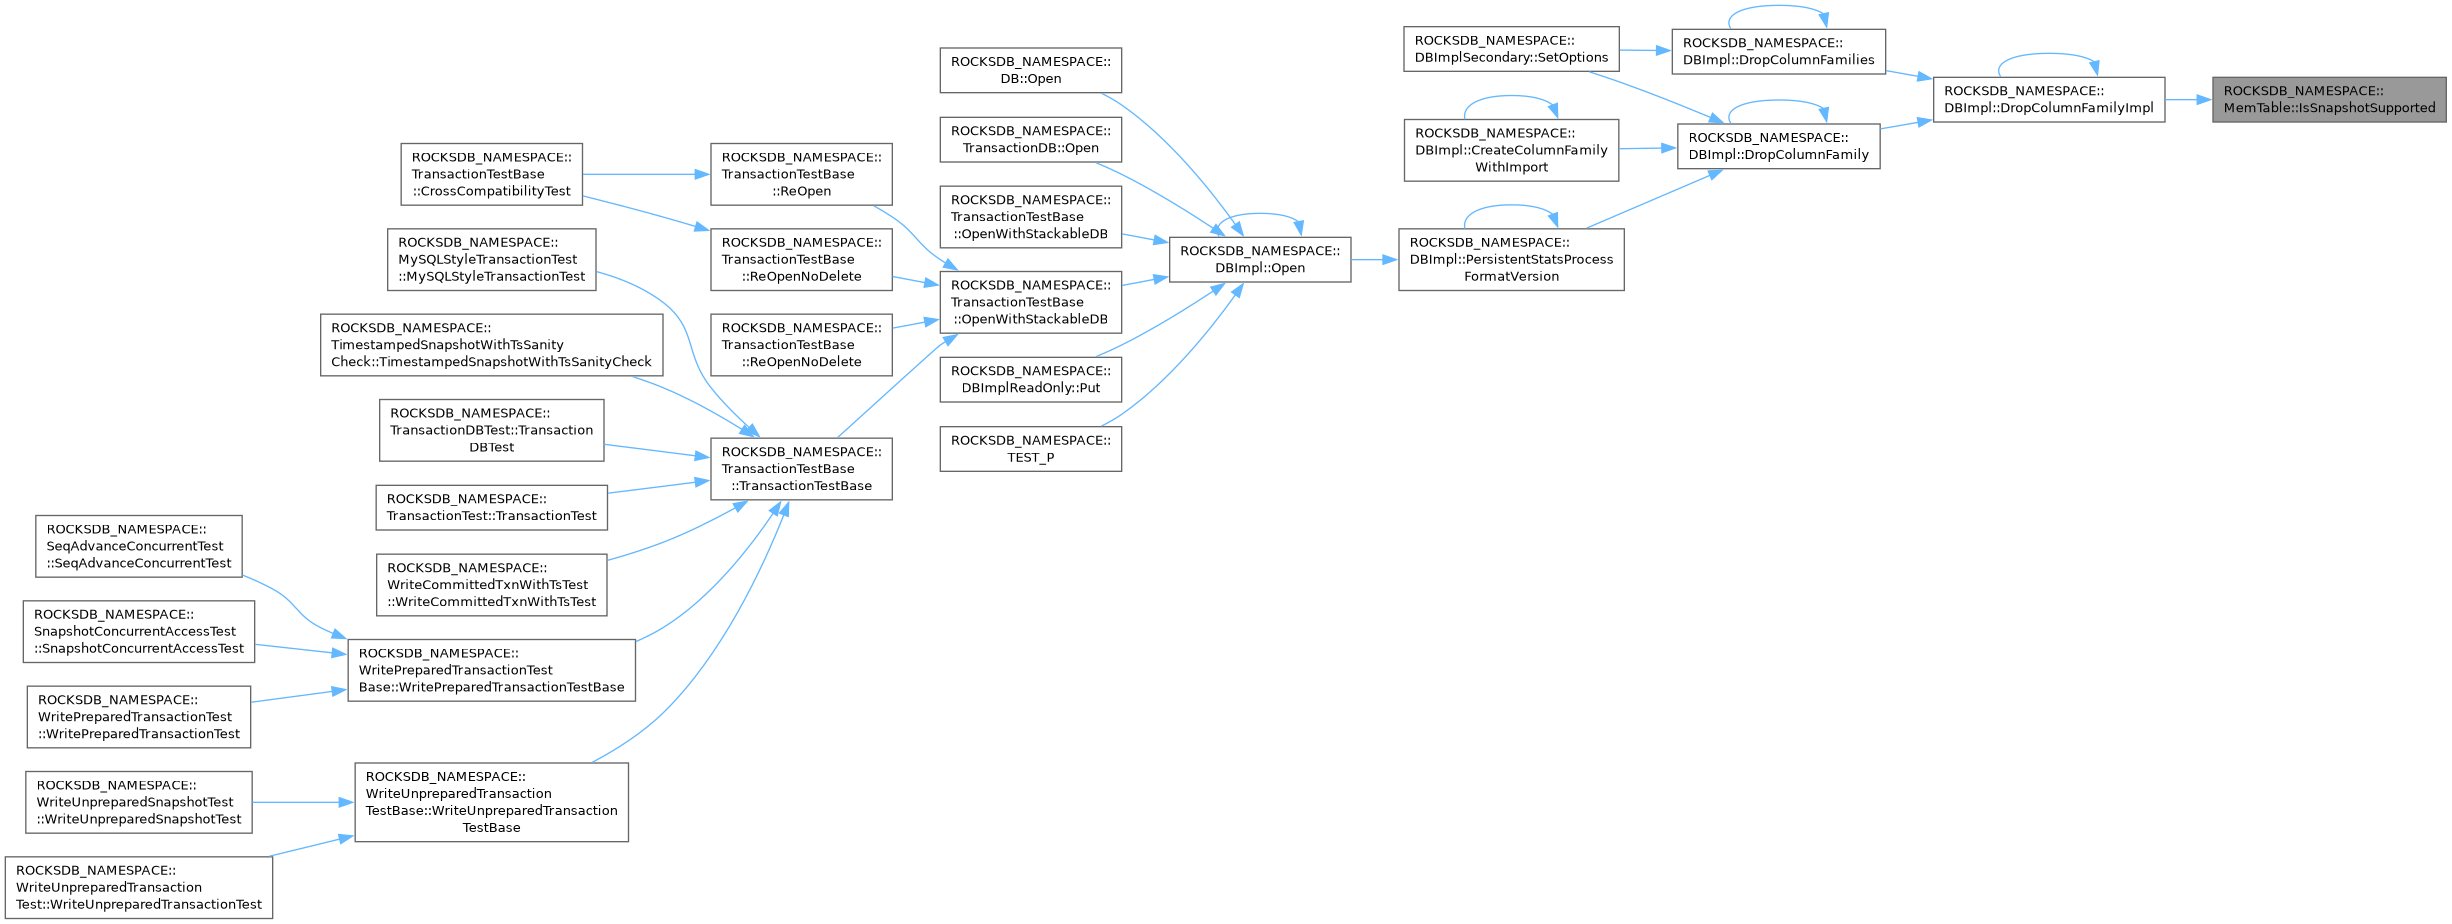 ROCKSDB_NAMESPACE::
MemTable::IsSnapshotSupported
ROCKSDB_NAMESPACE::
DBImpl::DropColumnFamilyImpl
ROCKSDB_NAMESPACE::
DBImpl::DropColumnFamilies
ROCKSDB_NAMESPACE::
DBImplSecondary::SetOptions
ROCKSDB_NAMESPACE::
DBImpl::DropColumnFamily
ROCKSDB_NAMESPACE::
DBImpl::CreateColumnFamily
WithImport
ROCKSDB_NAMESPACE::
DBImpl::PersistentStatsProcess
FormatVersion
ROCKSDB_NAMESPACE::
DBImpl::Open
ROCKSDB_NAMESPACE::
DB::Open
ROCKSDB_NAMESPACE::
TransactionDB::Open
ROCKSDB_NAMESPACE::
TransactionTestBase
::OpenWithStackableDB
ROCKSDB_NAMESPACE::
TransactionTestBase
::OpenWithStackableDB
ROCKSDB_NAMESPACE::
DBImplReadOnly::Put
ROCKSDB_NAMESPACE::
TEST_P
ROCKSDB_NAMESPACE::
TransactionTestBase
::ReOpen
ROCKSDB_NAMESPACE::
TransactionTestBase
::ReOpenNoDelete
ROCKSDB_NAMESPACE::
TransactionTestBase
::ReOpenNoDelete
ROCKSDB_NAMESPACE::
TransactionTestBase
::TransactionTestBase
ROCKSDB_NAMESPACE::
TransactionTestBase
::CrossCompatibilityTest
ROCKSDB_NAMESPACE::
MySQLStyleTransactionTest
::MySQLStyleTransactionTest
ROCKSDB_NAMESPACE::
TimestampedSnapshotWithTsSanity
Check::TimestampedSnapshotWithTsSanityCheck
ROCKSDB_NAMESPACE::
TransactionDBTest::Transaction
DBTest
ROCKSDB_NAMESPACE::
TransactionTest::TransactionTest
ROCKSDB_NAMESPACE::
WriteCommittedTxnWithTsTest
::WriteCommittedTxnWithTsTest
ROCKSDB_NAMESPACE::
WritePreparedTransactionTest
Base::WritePreparedTransactionTestBase
ROCKSDB_NAMESPACE::
WriteUnpreparedTransaction
TestBase::WriteUnpreparedTransaction
TestBase
ROCKSDB_NAMESPACE::
SeqAdvanceConcurrentTest
::SeqAdvanceConcurrentTest
ROCKSDB_NAMESPACE::
SnapshotConcurrentAccessTest
::SnapshotConcurrentAccessTest
ROCKSDB_NAMESPACE::
WritePreparedTransactionTest
::WritePreparedTransactionTest
ROCKSDB_NAMESPACE::
WriteUnpreparedSnapshotTest
::WriteUnpreparedSnapshotTest
ROCKSDB_NAMESPACE::
WriteUnpreparedTransaction
Test::WriteUnpreparedTransactionTest